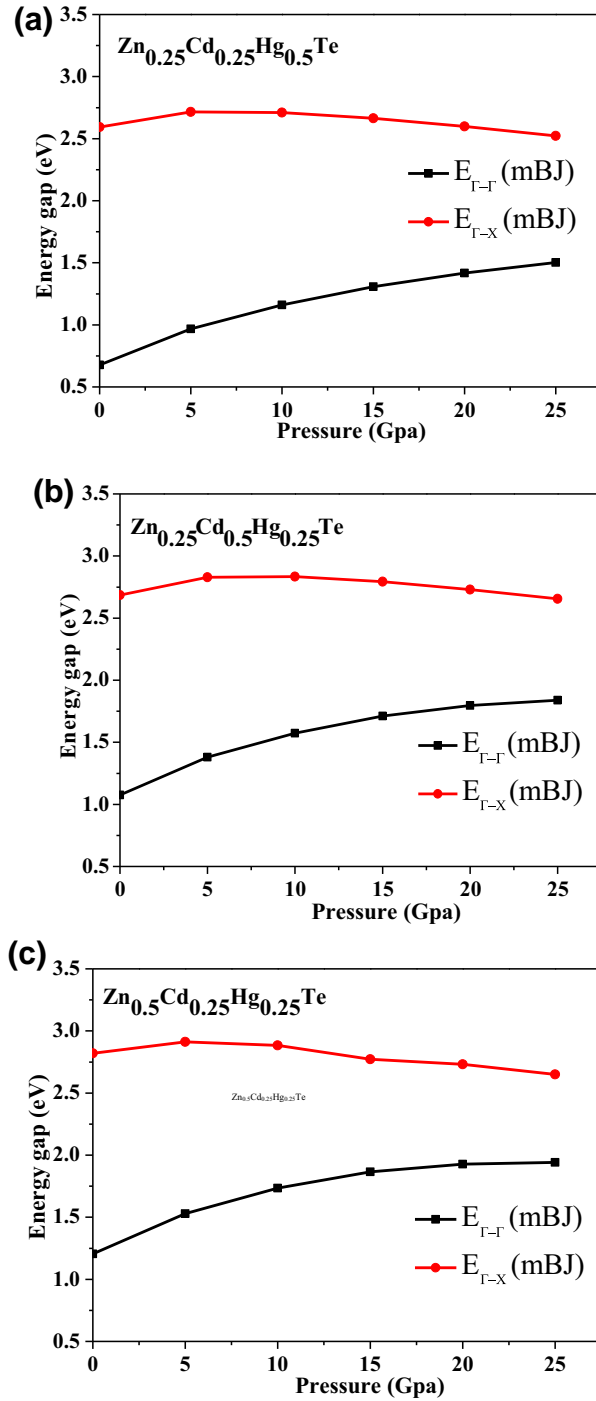 (a)
Zn0.25Cd0.25Hg0.5Te
3.5
3.0
2.5
2.0
1.5
1.0
0.5
Energy gap (eV)
EΓ–Γ (mBJ)
EΓ–X (mBJ)
0 5 10 15 20 25
Pressure (Gpa)
(b)
Zn0.25Cd0.5Hg0.25Te
3.5
3.0
2.5
2.0
1.5
1.0
0.5
Energy gap (eV)
EΓ–Γ (mBJ)
EΓ–X (mBJ)
0 5 10 15 20 25
Pressure (Gpa)
(c)
Zn0.5Cd0.25Hg0.25Te
3.5
3.0
2.5
2.0
1.5
1.0
0.5
Energy gap (eV)
Zn0.5Cd0.25Hg0.25Te
EΓ–Γ (mBJ)
EΓ–X (mBJ)
0 5 10 15 20 25
Pressure (Gpa)